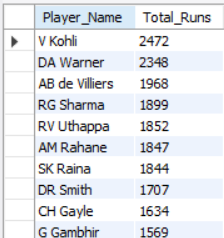 Player_Name Total_Runs
V Kohli 2472
DA Warner 2348
AB de Villiers 1968
RG Sharma 1899
RV Uthappa 1852
AM Rahane 1847
SK Raina 1844
DR Smith 1707
CH Gayle 1634
G Gambhir 1569